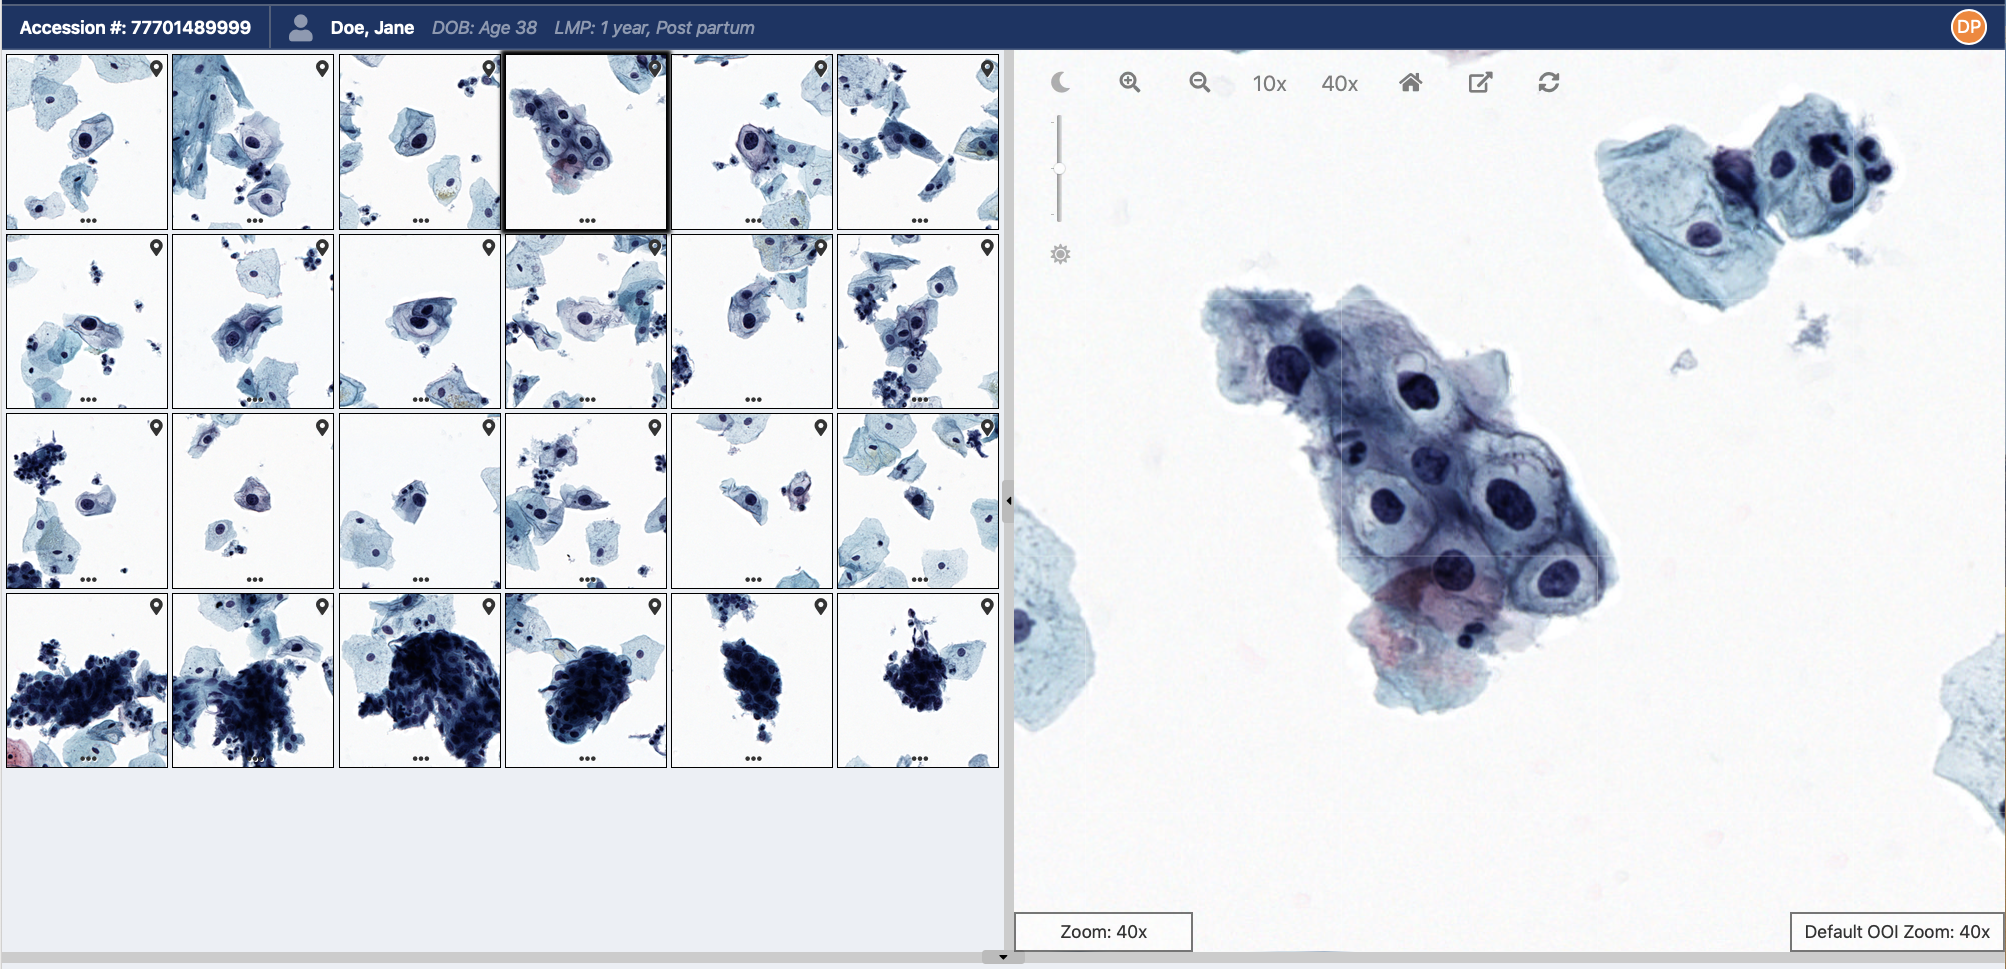 Accession #: 77701489999
Doe, Jane DOB: Age 38 LMP: 1 year, Post partum
DP
10x 40x
Zoom: 40x
Default OOI Zoom: 40x